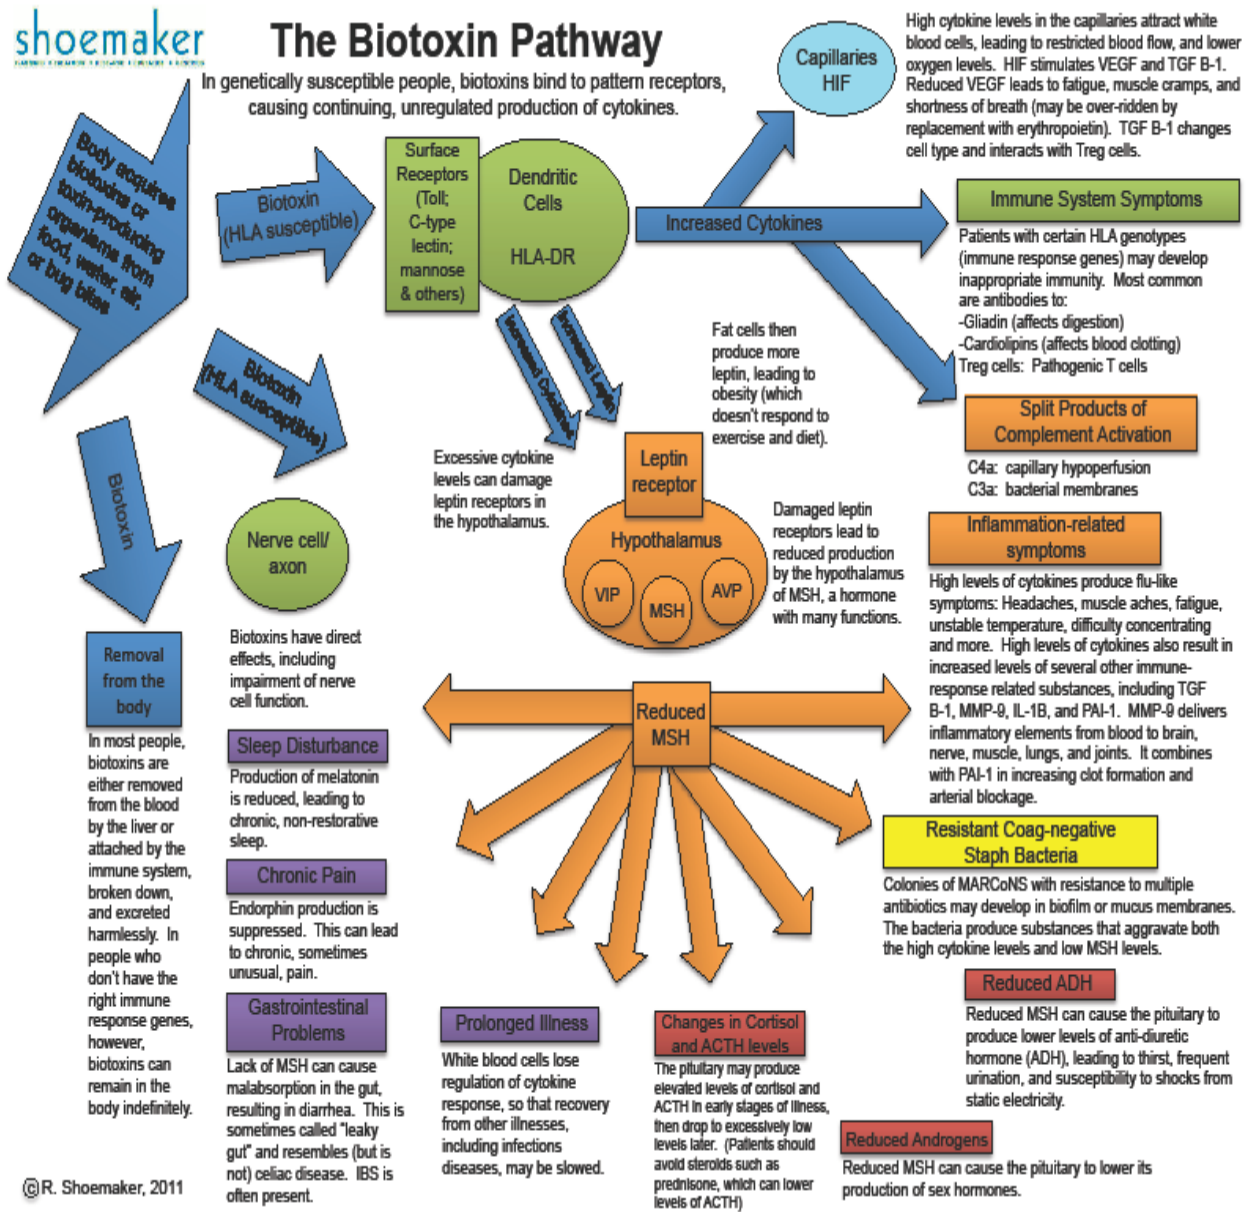 shoemaker
The Biotoxin Pathway
In genetically susceptible people, biotoxins bind to pattern receptors,
causing continuing, unregulated production of cytokines.
Body acquires
biotoxins or
toxin-producing
organisms from
food, water, air,
or bug bites
Biotoxin
(HLA susceptible)
Surface
Receptors
(Toll;
C-type
lectin;
mannose
& others)
Dendritic
Cells
HLA-DR
Increased Cytokines
Capillaries
HIF
High cytokine levels in the capillaries attract white
blood cells, leading to restricted blood flow, and lower
oxygen levels. HIF stimulates VEGF and TGF B-1.
Reduced VEGF leads to fatigue, muscle cramps, and
shortness of breath (may be over-ridden by
replacement with erythropoietin). TGF B-1 changes
cell type and interacts with Treg cells.
Immune System Symptoms
Patients with certain HLA genotypes
(immune response genes) may develop
inappropriate immunity. Most common
are antibodies to:
-Gliadin (affects digestion)
-Cardiolipins (affects blood clotting)
Treg cells: Pathogenic T cells
Split Products of
Complement Activation
C4a: capillary hypoperfusion
C3a: bacterial membranes
Increased Cytokines
Increased Leptin
Fat cells then
produce more
leptin, leading to
obesity (which
doesn't respond to
exercise and diet).
Excessive cytokine
levels can damage
leptin receptors in
the hypothalamus.
Leptin
receptor
Hypothalamus
VIP
MSH
AVP
Damaged leptin
receptors lead to
reduced production
by the hypothalamus
of MSH, a hormone
with many functions.
Inflammation-related
symptoms
High levels of cytokines produce flu-like
symptoms: Headaches, muscle aches, fatigue,
unstable temperature, difficulty concentrating
and more. High levels of cytokines also result in
increased levels of several other immune-
response related substances, including TGF
B-1, MMP-9, IL-1B, and PAI-1. MMP-9 delivers
inflammatory elements from blood to brain,
nerve, muscle, lungs, and joints. It combines
with PAI-1 in increasing clot formation and
arterial blockage.
Biotoxin
(HLA susceptible)
Nerve cell/
axon
Biotoxins have direct
effects, including
impairment of nerve
cell function.
Biotoxin
Removal
from the
body
In most people,
biotoxins are
either removed
from the blood
by the liver or
attached by the
immune system,
broken down,
and excreted
harmlessly. In
people who
don't have the
right immune
response genes,
however,
biotoxins can
remain in the
body indefinitely.
Reduced
MSH
Sleep Disturbance
Production of melatonin
is reduced, leading to
chronic, non-restorative
sleep.
Chronic Pain
Endorphin production is
suppressed. This can lead
to chronic, sometimes
unusual, pain.
Gastrointestinal
Problems
Lack of MSH can cause
malabsorption in the gut,
resulting in diarrhea. This is
sometimes called "leaky
gut" and resembles (but is
not) celiac disease. IBS is
often present.
Prolonged Illness
White blood cells lose
regulation of cytokine
response, so that recovery
from other illnesses,
including infections
diseases, may be slowed.
Changes in Cortisol
and ACTH levels
The pituitary may produce
elevated levels of cortisol and
ACTH in early stages of illness,
then drop to excessively low
levels later. (Patients should
avoid steroids such as
prednisone, which can lower
levels of ACTH)
Resistant Coag-negative
Staph Bacteria
Colonies of MARCoNS with resistance to multiple
antibiotics may develop in biofilm or mucus membranes.
The bacteria produce substances that aggravate both
the high cytokine levels and low MSH levels.
Reduced ADH
Reduced MSH can cause the pituitary to
produce lower levels of anti-diuretic
hormone (ADH), leading to thirst, frequent
urination, and susceptibility to shocks from
static electricity.
Reduced Androgens
Reduced MSH can cause the pituitary to lower its
production of sex hormones.
©R. Shoemaker, 2011